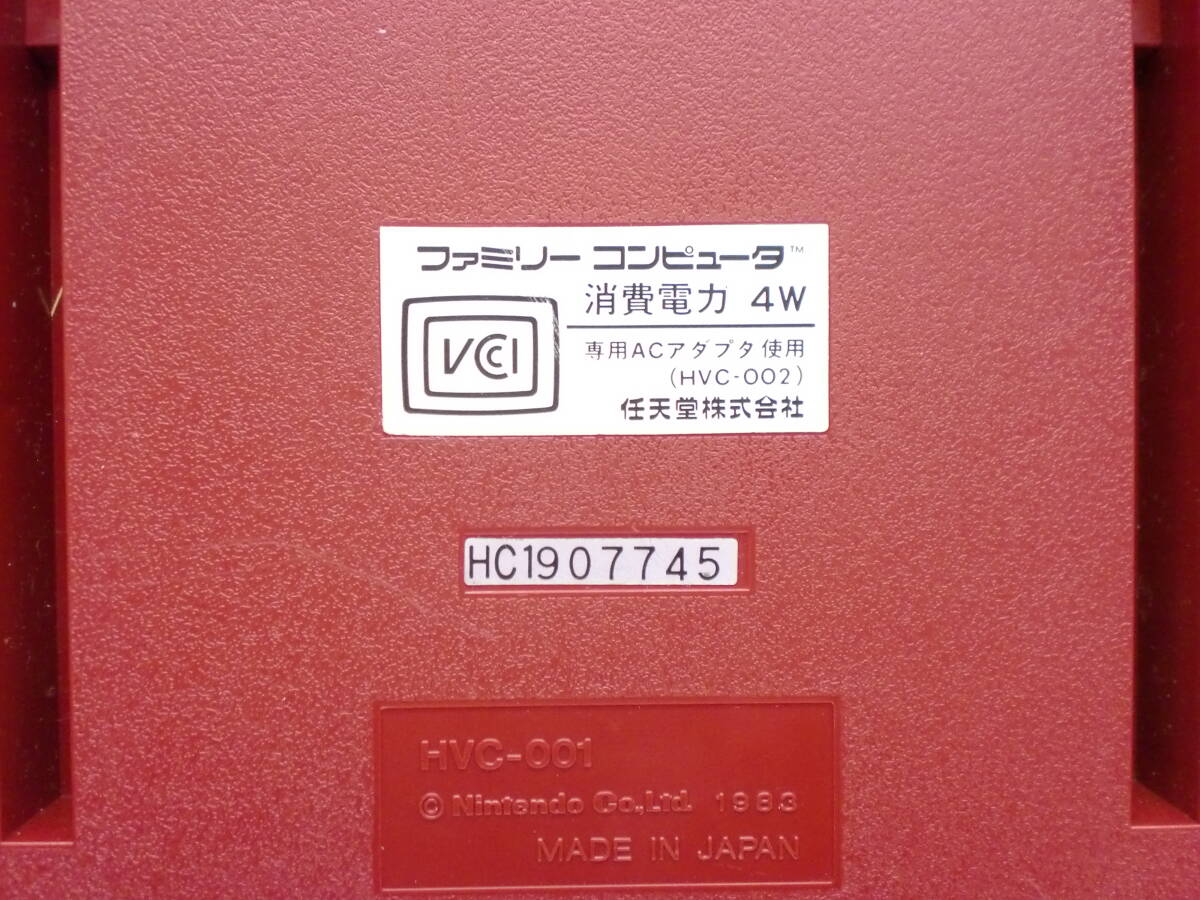 ファミリー コンピュータ™
消費電力 4W
VCCI
専用ACアダプタ使用
(HVC-002)
任天堂株式会社
HC19077745
HVC-001
© Nintendo Co.,Ltd. 1983
MADE IN JAPAN